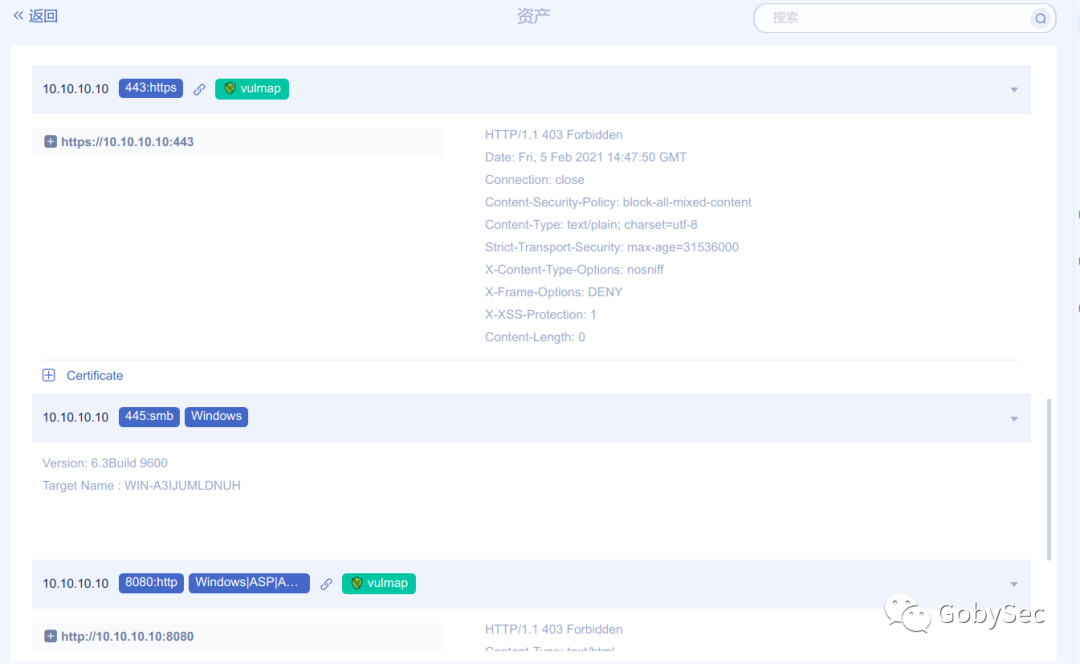 « 返回
资产
搜索
10.10.10.10 443:https vulmap
https://10.10.10.10:443
HTTP/1.1 403 Forbidden
Date: Fri, 5 Feb 2021 14:47:50 GMT
Connection: close
Content-Security-Policy: block-all-mixed-content
Content-Type: text/plain; charset=utf-8
Strict-Transport-Security: max-age=31536000
X-Content-Type-Options: nosniff
X-Frame-Options: DENY
X-XSS-Protection: 1
Content-Length: 0
Certificate
10.10.10.10 445:smb Windows
Version: 6.3Build 9600
Target Name : WIN-A3IJUMLDNUH
10.10.10.10 8080:http Windows|ASP|A... vulmap
http://10.10.10.10:8080
HTTP/1.1 403 Forbidden
Content-Type: text/html
GobySec